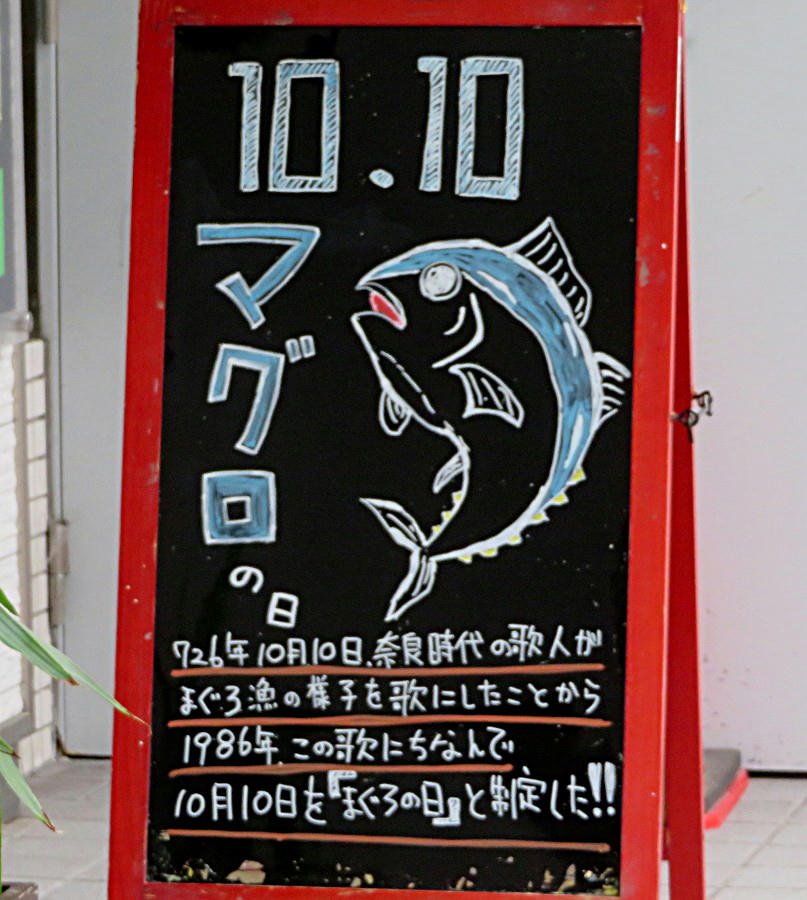 10.10
マグロの日
726年10月10日、奈良時代の歌人が
まぐろ漁の様子を歌にしたことから
1986年、この歌にちなんで
10月10日を『まぐろの日』と制定した!!